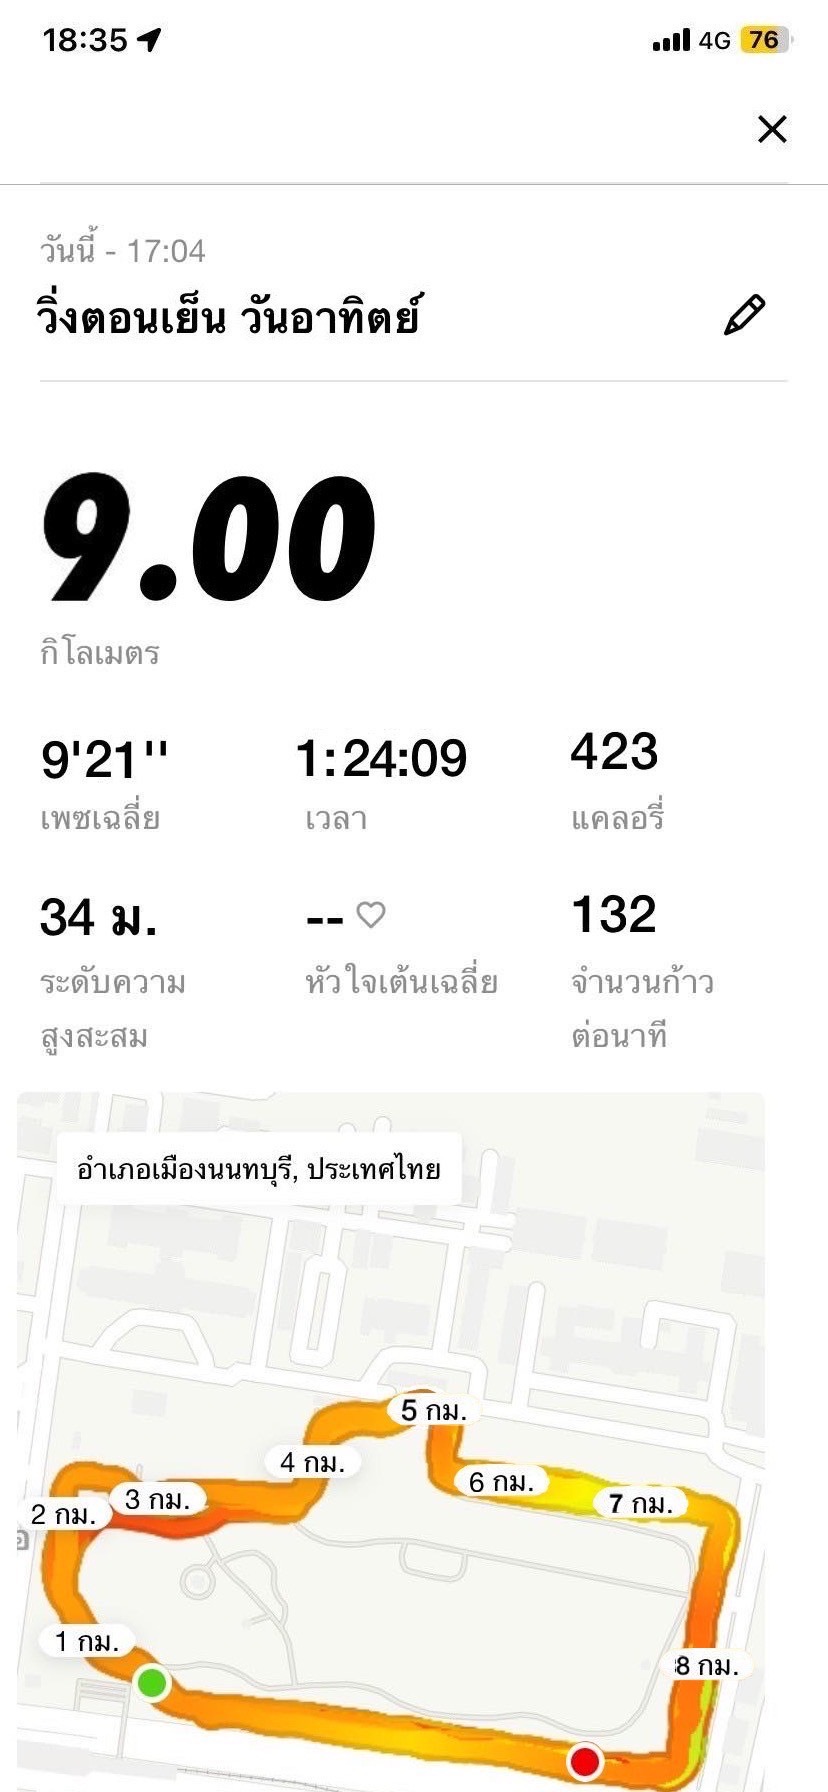 18:35
4G 76
วันนี้ - 17:04
วิ่งตอนเย็น วันอาทิตย์
9.00
กิโลเมตร
9'21'' 1:24:09 423
เพซเฉลี่ย เวลา แคลอรี่
34 ม. -- 132
ระดับความสูงสะสม หัวใจเต้นเฉลี่ย จำนวนก้าวต่อนาที
อำเภอเมืองนนทบุรี, ประเทศไทย
5 กม.
4 กม.
6 กม.
3 กม.
7 กม.
2 กม.
1 กม.
8 กม.